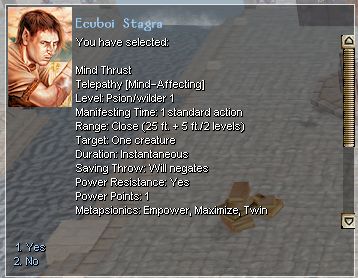 Ecuboi Stagra
You have selected:
Mind Thrust
Telepathy [Mind-Affecting]
Level: Psion/wilder 1
Manifesting Time: 1 standard action
Range: Close (25 ft. + 5 ft./2 levels)
Target: One creature
Duration: Instantaneous
Saving Throw: Will negates
Power Resistance: Yes
Power Points: 1
Metapsionics: Empower, Maximize, Twin
1. Yes
2. No